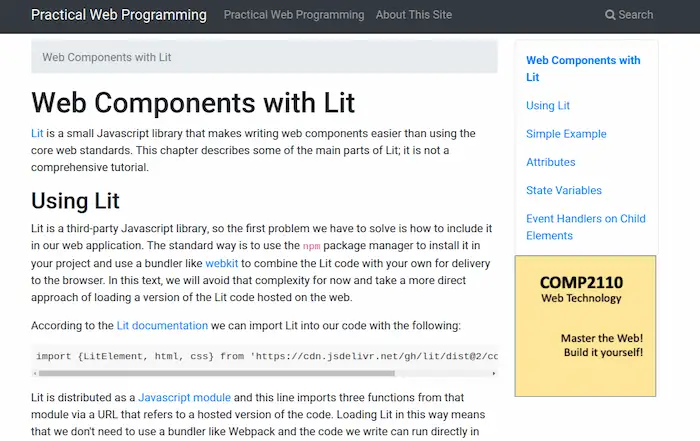 Practical Web Programming Practical Web Programming About This Site Search
Web Components with Lit
Web Components with Lit
Lit is a small Javascript library that makes writing web components easier than using the
core web standards. This chapter describes some of the main parts of Lit; it is not a
comprehensive tutorial.
Using Lit
Lit is a third-party Javascript library, so the first problem we have to solve is how to include it
in our web application. The standard way is to use the npm package manager to install it in
your project and use a bundler like webkit to combine the Lit code with your own for delivery
to the browser. In this text, we will avoid that complexity for now and take a more direct
approach of loading a version of the Lit code hosted on the web.
According to the Lit documentation we can import Lit into our code with the following:
import {LitElement, html, css} from 'https://cdn.jsdelivr.net/gh/lit/dist@2/co
Lit is distributed as a Javascript module and this line imports three functions from that
module via a URL that refers to a hosted version of the code. Loading Lit in this way means
that we don't need to use a bundler like Webpack and the code we write can run directly in
Web Components with
Lit
Using Lit
Simple Example
Attributes
State Variables
Event Handlers on Child
Elements
COMP2110
Web Technology
Master the Web!
Build it yourself!